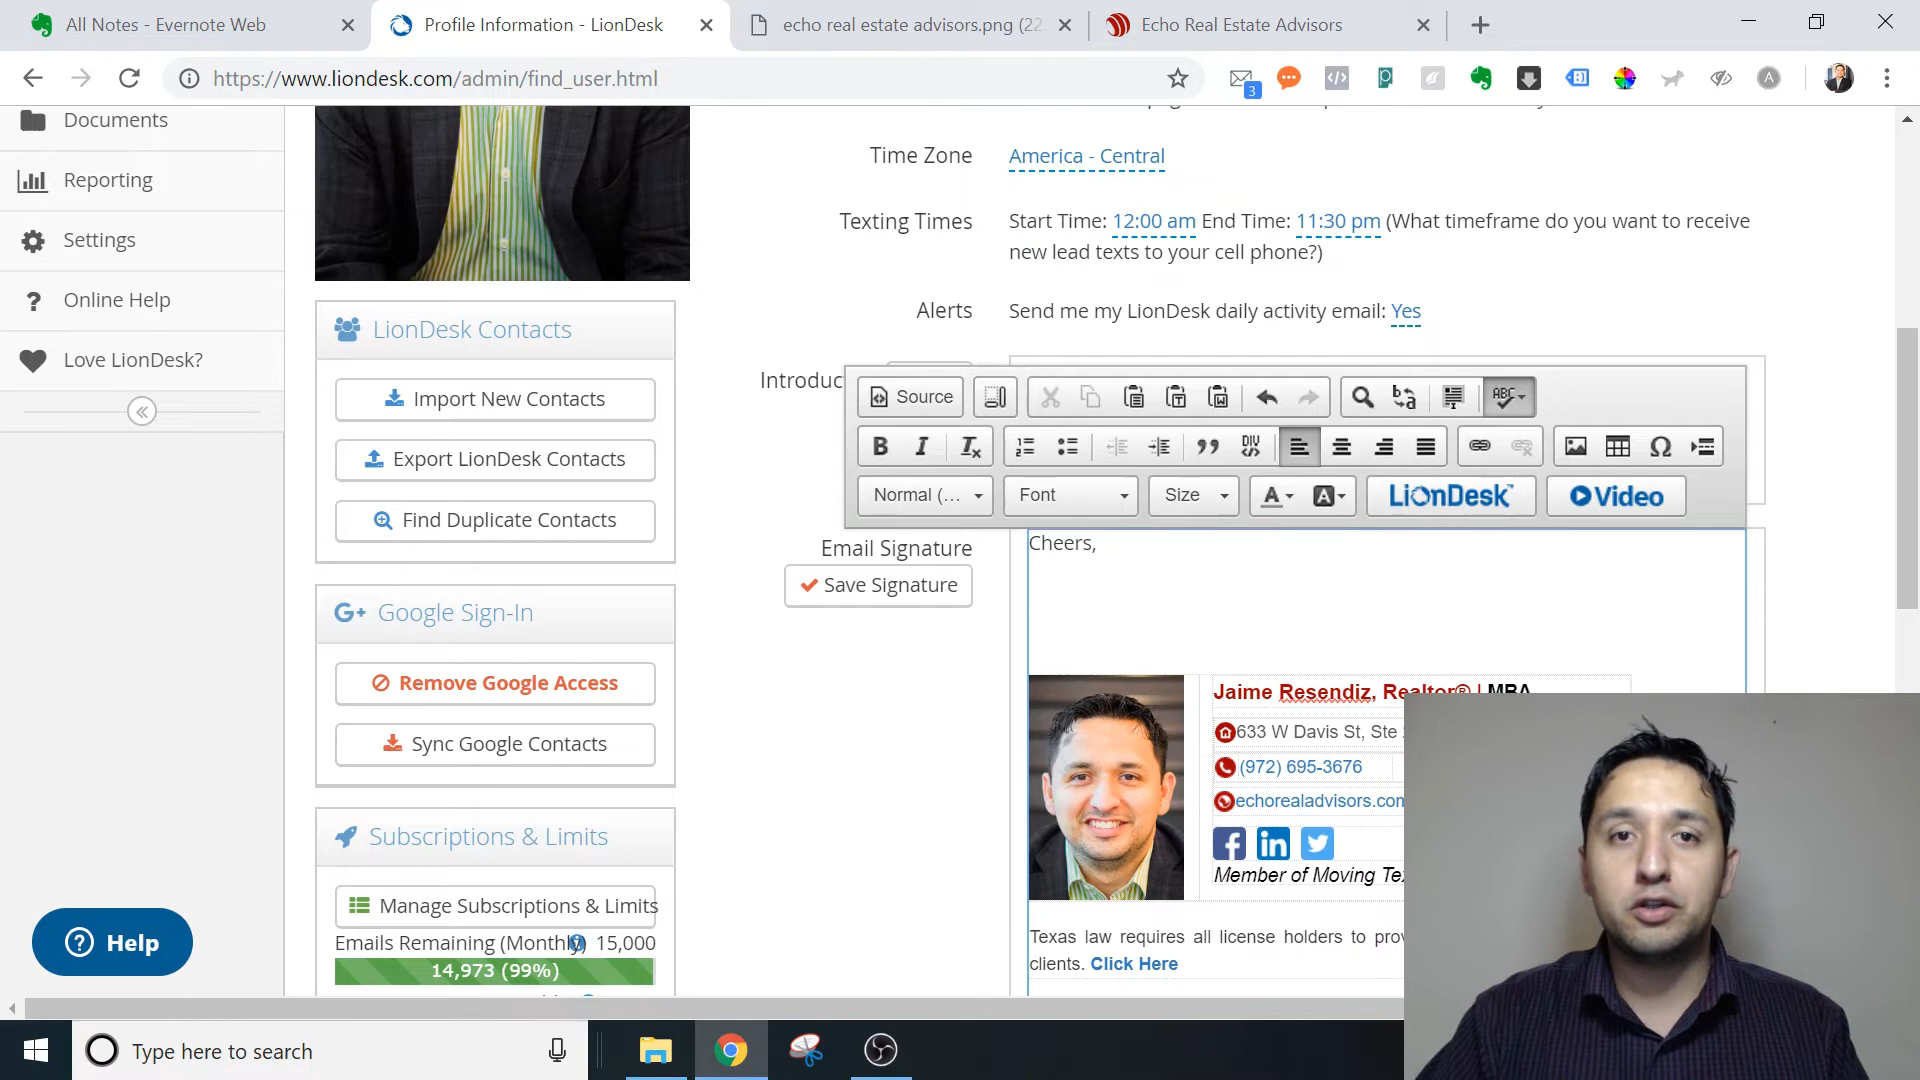 All Notes - Evernote Web
Profile Information - LionDesk
echo real estate advisors.png (22
Echo Real Estate Advisors
https://www.liondesk.com/admin/find_user.html
3
A
Documents
Reporting
Settings
Online Help
Love LionDesk?
Help
LionDesk Contacts
Import New Contacts
Export LionDesk Contacts
Find Duplicate Contacts
Google Sign-In
Remove Google Access
Sync Google Contacts
Subscriptions & Limits
Manage Subscriptions & Limits
Emails Remaining (Monthly) 15,000
14,973 (99%)
Time Zone America - Central
Texting Times Start Time: 12:00 am End Time: 11:30 pm (What timeframe do you want to receive
new lead texts to your cell phone?)
Alerts Send me my LionDesk daily activity email: Yes
Source
ABC
B I Tx
DIV
Normal (... Font Size A A LionDesk™ Video
Email Signature
Save Signature
Cheers,
Jaime Resendiz, Realtor® | MBA
633 W Davis St, Ste
(972) 695-3676
echorealadvisors.com
Member of Moving
Texas law requires all license holders to
clients. Click Here
Type here to search